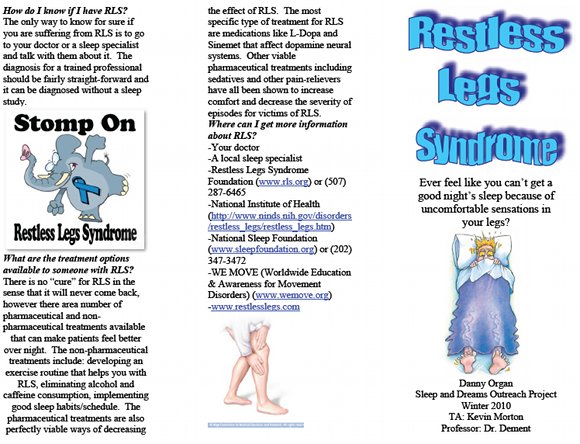 How do I know if I have RLS?
The only way to know for sure if
you are suffering from RLS is to go
to your doctor or a sleep specialist
and talk with them about it. The
diagnosis for a trained professional
should be fairly straight-forward and
it can be diagnosed without a sleep
study.
Stomp On
Restless Legs Syndrome
What are the treatment options
available to someone with RLS?
There is no “cure” for RLS in the
sense that it will never come back,
however there area number of
pharmaceutical and non-
pharmaceutical treatments available
that can make patients feel better
over night. The non-pharmaceutical
treatments include: developing an
exercise routine that helps you with
RLS, eliminating alcohol and
caffeine consumption, implementing
good sleep habits/schedule. The
pharmaceutical treatments are also
perfectly viable ways of decreasing
the effect of RLS. The most
specific type of treatment for RLS
are medications like L-Dopa and
Sinemet that affect dopamine neural
systems. Other viable
pharmaceutical treatments including
sedatives and other pain-relievers
have all been shown to increase
comfort and decrease the severity of
episodes for victims of RLS.
Where can I get more information
about RLS?
-Your doctor
-A local sleep specialist
-Restless Legs Syndrome
Foundation (www.rls.org) or (507)
287-6465
-National Institute of Health
(http://www.ninds.nih.gov/disorders
/restless_legs/restless_legs.htm)
-National Sleep Foundation
(www.sleepfoundation.org) or (202)
347-3472
-WE MOVE (Worldwide Education
& Awareness for Movement
Disorders) (www.wemove.org)
-www.restlesslegs.com
Restless
Legs
Syndrome
Ever feel like you can’t get a
good night’s sleep because of
uncomfortable sensations in
your legs?
Danny Organ
Sleep and Dreams Outreach Project
Winter 2010
TA: Kevin Morton
Professor: Dr. Dement